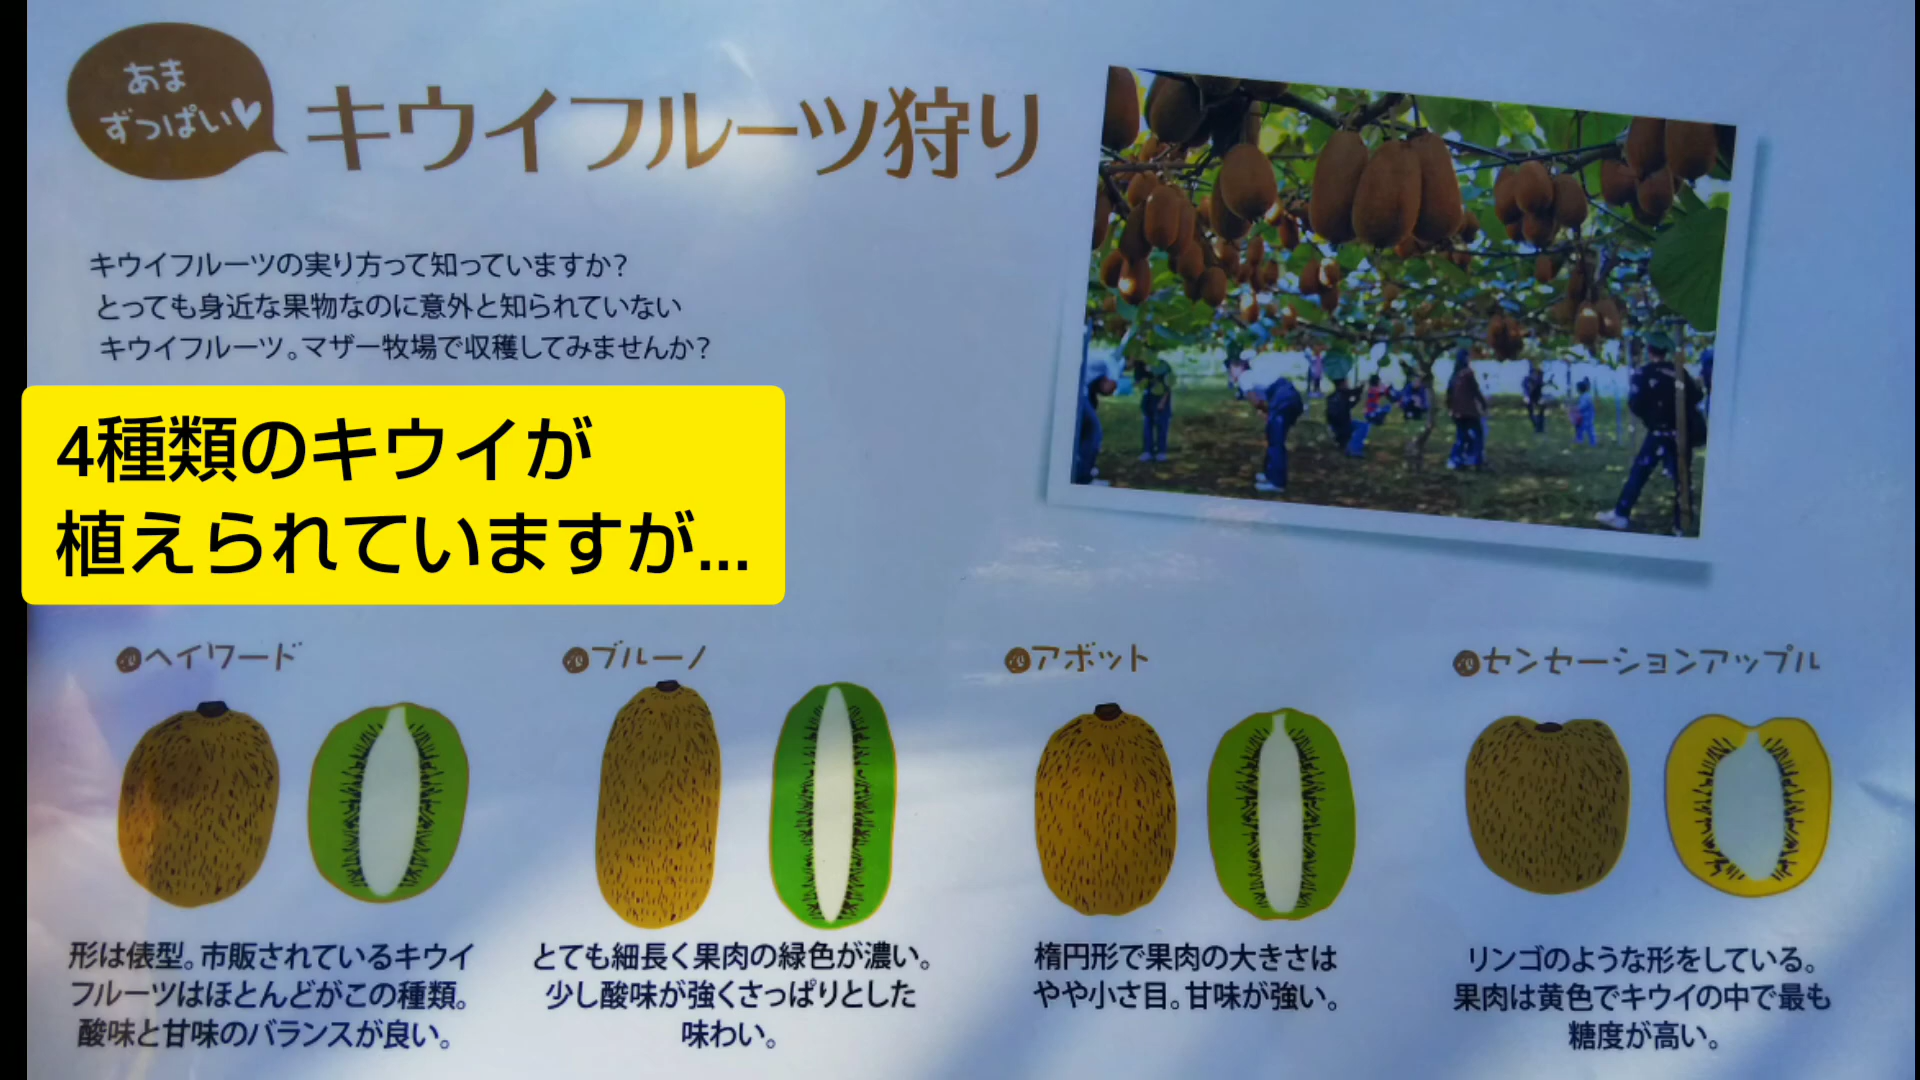 あま
ずっぱい♥
キウイフルーツ狩り
キウイフルーツの実り方って知っていますか?
とっても身近な果物なのに意外と知られていない
キウイフルーツ。マザー牧場で収穫してみませんか?
4種類のキウイが
植えられていますが...
ヘイワード
ブルーノ
アボット
センセーションアップル
形は俵型。市販されているキウイ
フルーツはほとんどがこの種類。
酸味と甘味のバランスが良い。
とても細長く果肉の緑色が濃い。
少し酸味が強くさっぱりとした
味わい。
楕円形で果肉の大きさは
やや小さ目。甘味が強い。
リンゴのような形をしている。
果肉は黄色でキウイの中で最も
糖度が高い。